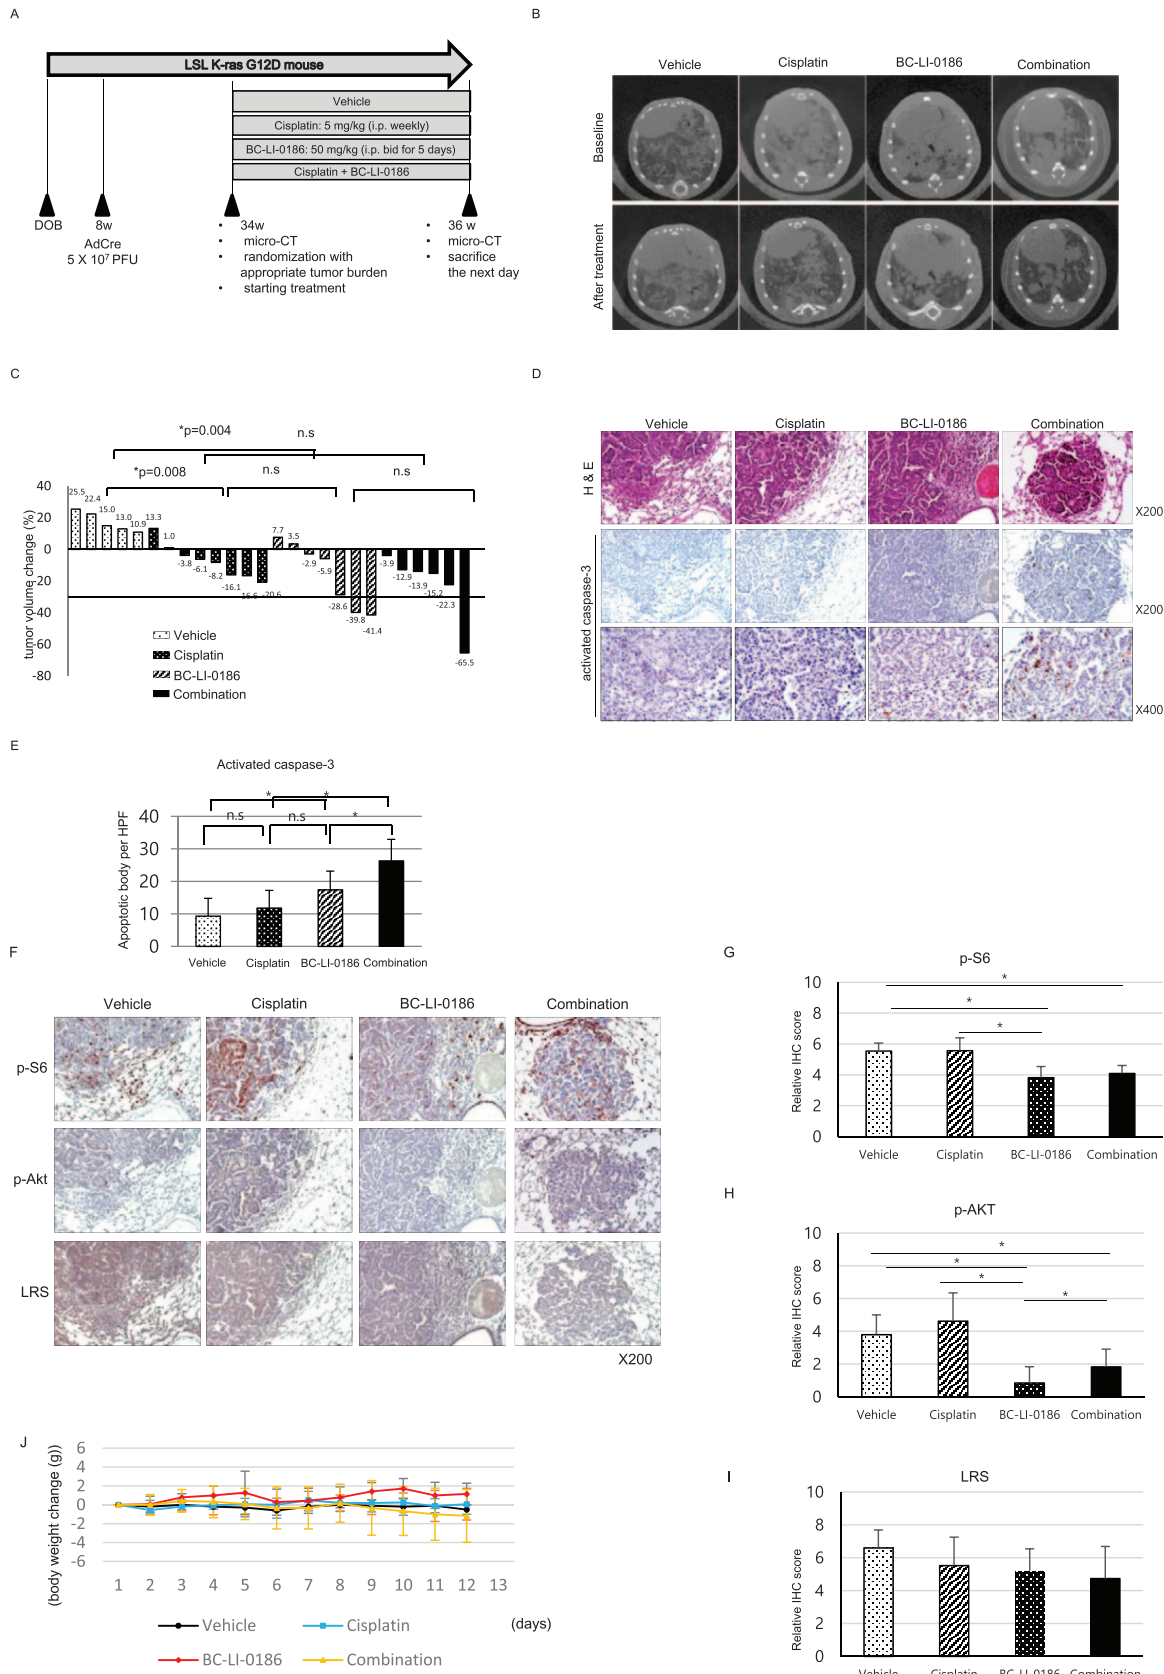 A
LSL K-ras G12D mouse
Vehicle
Cisplatin: 5 mg/kg (i.p. weekly)
BC-LI-0186: 50 mg/kg (i.p. bid for 5 days)
Cisplatin + BC-LI-0186
DOB
8w
AdCre
5 X 10⁷ PFU
• 34w
• micro-CT
• randomization with
appropriate tumor burden
• starting treatment
• 36 w
• micro-CT
• sacrifice
the next day
B
Vehicle Cisplatin BC-LI-0186 Combination
Baseline
After treatment
C
*p=0.004
n.s
*p=0.008
n.s
n.s
tumor volume change (%)
40
20
0
-20
-40
-60
-80
25.5
22.4
15.0
13.0
10.9
13.3
1.0
-3.8
-6.1
-8.2
-16.1
-16.6
-20.6
7.7
3.5
-2.9
-5.9
-28.6
-39.8
-41.4
-3.9
-12.9
-13.9
-15.2
-22.3
-65.5
Vehicle
Cisplatin
BC-LI-0186
Combination
D
Vehicle Cisplatin BC-LI-0186 Combination
H & E
X200
activated caspase-3
X200
X400
E
Activated caspase-3
Apoptotic body per HPF
40
30
20
10
0
* *
n.s n.s *
Vehicle Cisplatin BC-LI-0186 Combination
F
Vehicle Cisplatin BC-LI-0186 Combination
p-S6
p-Akt
LRS
X200
G
p-S6
Relative IHC score
10
8
6
4
2
0
*
*
*
Vehicle Cisplatin BC-LI-0186 Combination
H
p-AKT
Relative IHC score
10
8
6
4
2
0
*
*
*
*
Vehicle Cisplatin BC-LI-0186 Combination
I
LRS
Relative IHC score
10
8
6
4
2
0
Vehicle Cisplatin BC-LI-0186 Combination
J
(body weight change (g))
6
4
2
0
-2
-4
-6
1 2 3 4 5 6 7 8 9 10 11 12 13
(days)
Vehicle Cisplatin
BC-LI-0186 Combination